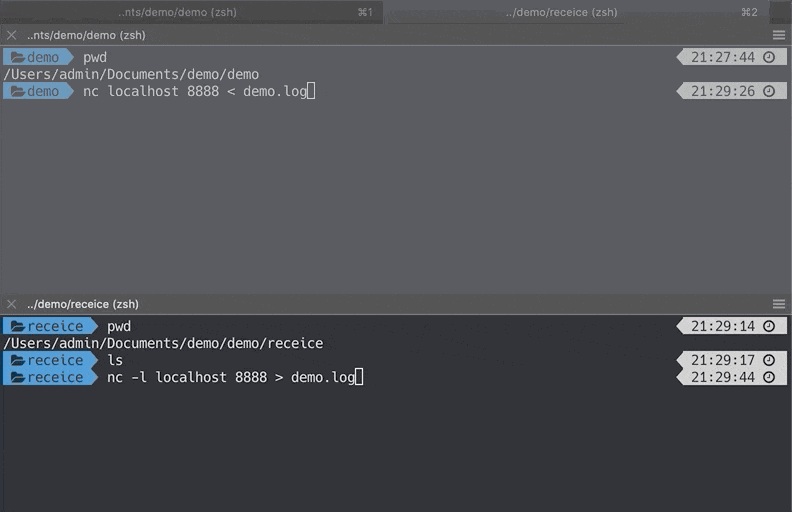 ..nts/demo/demo (zsh) ⌘1 ../demo/receice (zsh) ⌘2
..nts/demo/demo (zsh)
demo pwd 21:27:44
/Users/admin/Documents/demo/demo
demo nc localhost 8888 < demo.log 21:29:26
../demo/receice (zsh)
receice pwd 21:29:14
/Users/admin/Documents/demo/demo/receice
receice ls 21:29:17
receice nc -l localhost 8888 > demo.log 21:29:44